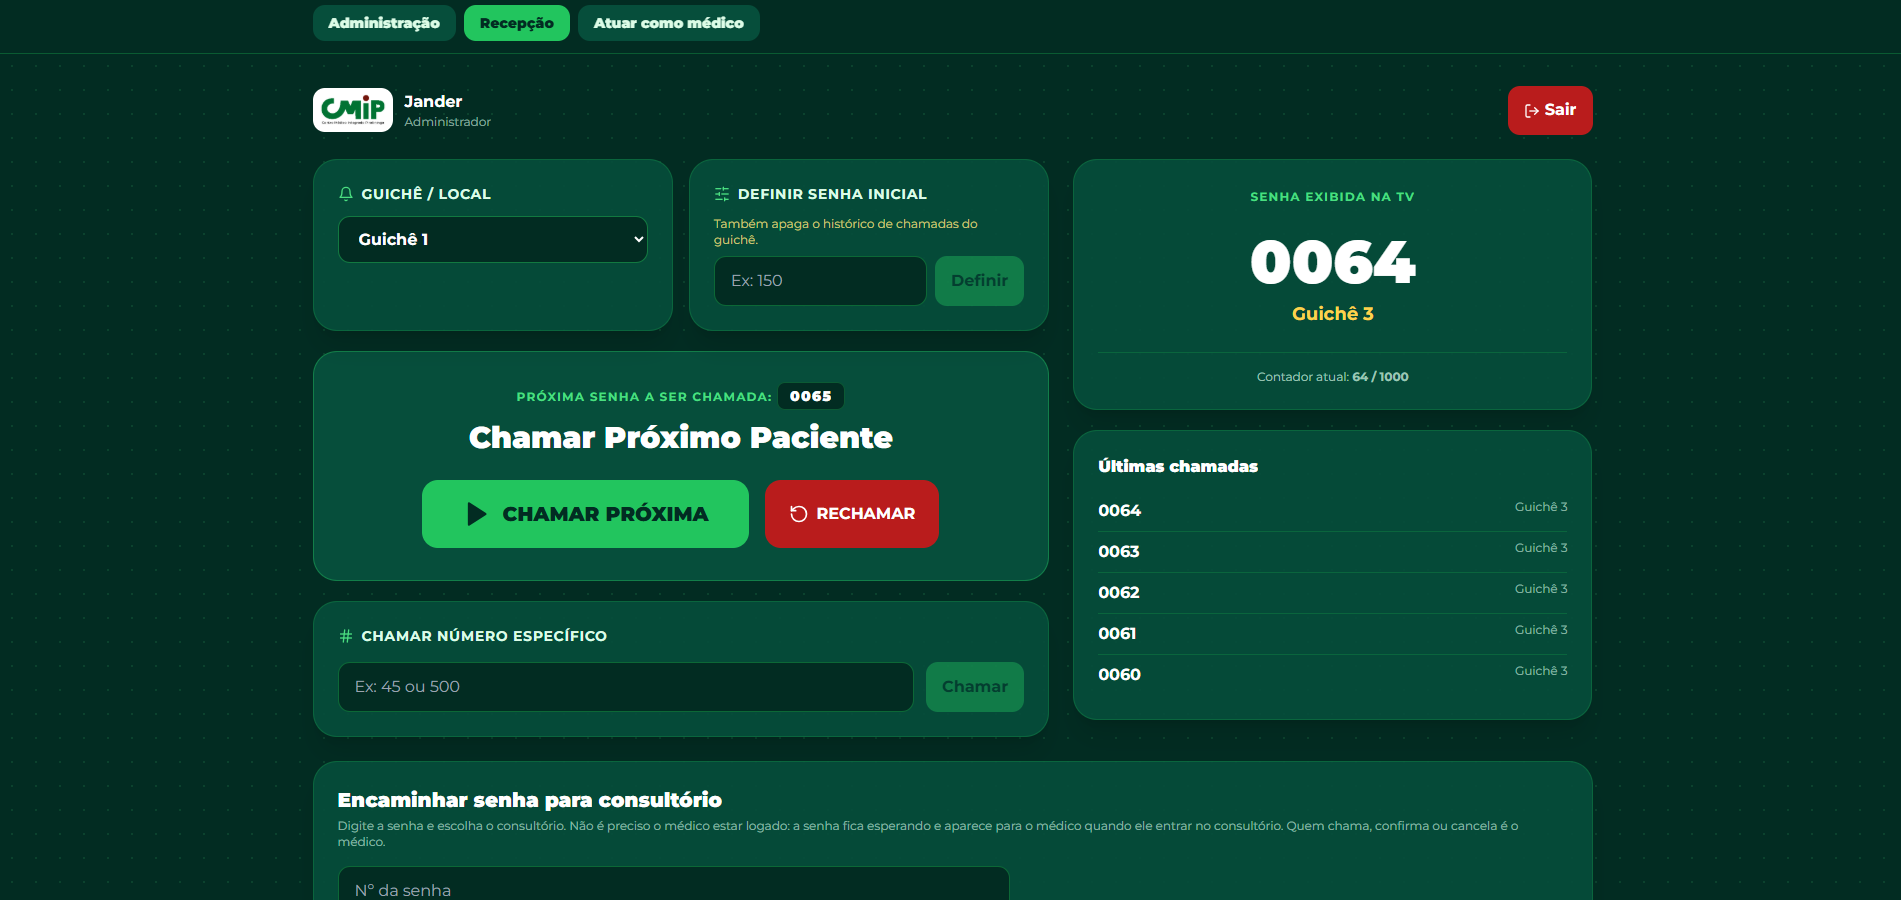 Administração
Recepção
Atuar como médico
CMIP
Jander
Administrador
Sair
GUICHÊ / LOCAL
Guichê 1
DEFINIR SENHA INICIAL
Também apaga o histórico de chamadas do
guichê.
Ex: 150
Definir
SENHA EXIBIDA NA TV
0064
Guichê 3
Contador atual: 64 / 1000
PRÓXIMA SENHA A SER CHAMADA: 0065
Chamar Próximo Paciente
CHAMAR PRÓXIMA
RECHAMAR
Últimas chamadas
0064 Guichê 3
0063 Guichê 3
0062 Guichê 3
0061 Guichê 3
0060 Guichê 3
CHAMAR NÚMERO ESPECÍFICO
Ex: 45 ou 500
Chamar
Encaminhar senha para consultório
Digite a senha e escolha o consultório. Não é preciso o médico estar logado: a senha fica esperando e aparece para o médico quando ele entrar no consultório. Quem chama, confirma ou cancela é o
médico.
Nº da senha